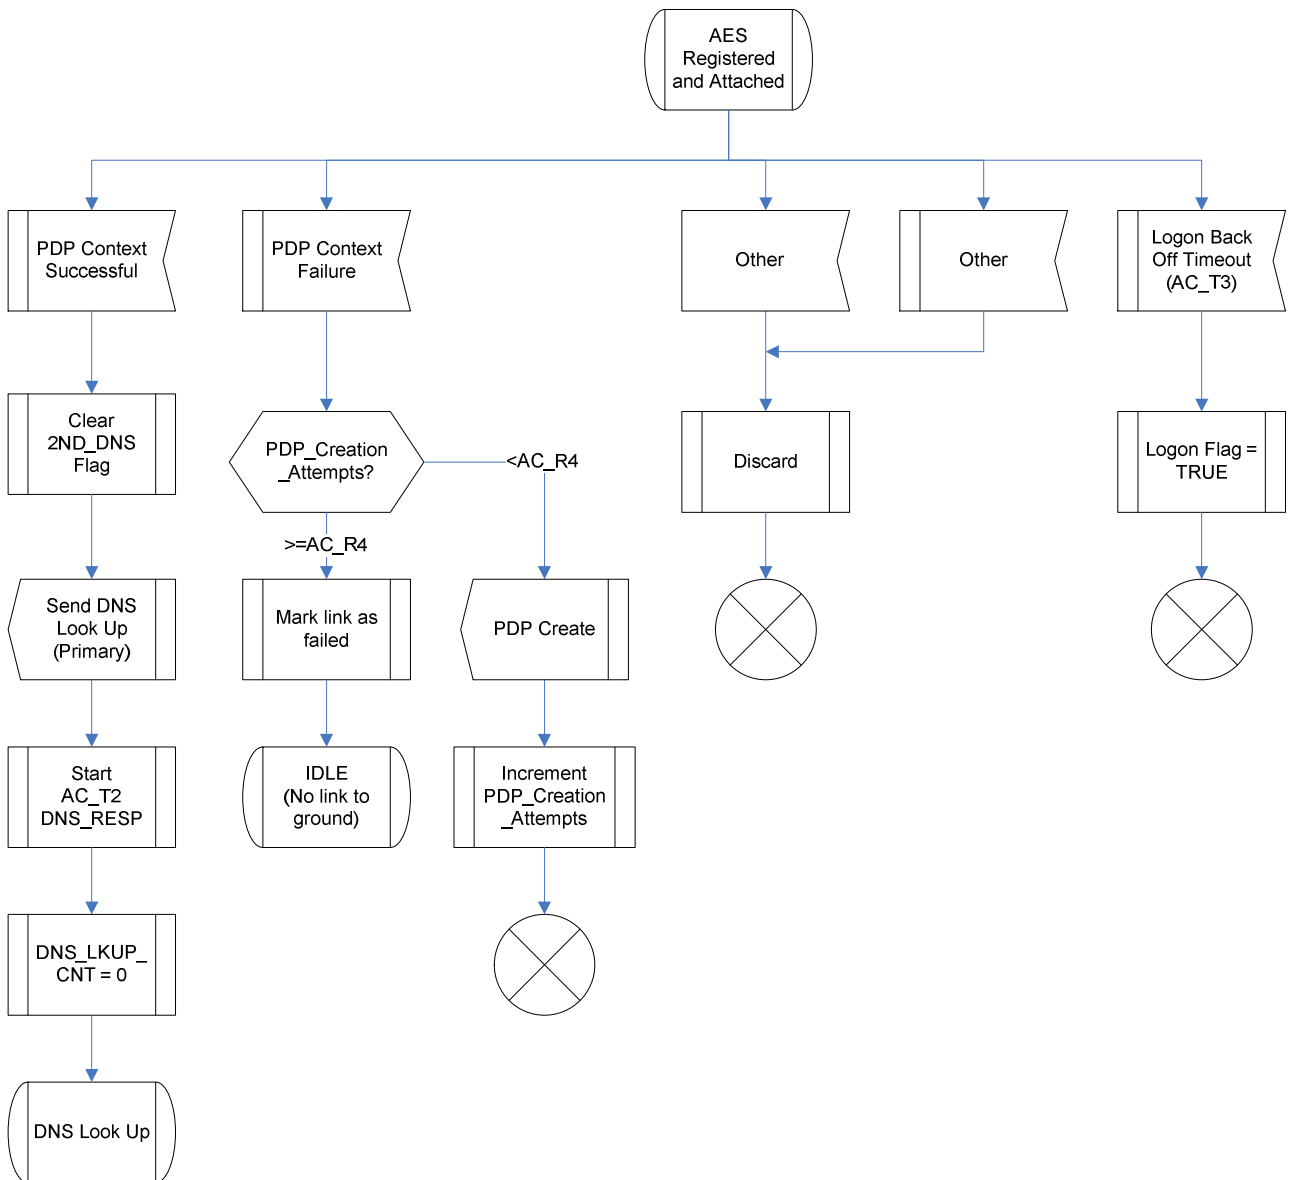 AES
Registered
and Attached
PDP Context
Successful
PDP Context
Failure
Other
Other
Logon Back
Off Timeout
(AC_T3)
Clear
2ND_DNS
Flag
PDP_Creation
_Attempts?
<AC_R4
Discard
Logon Flag =
TRUE
>=AC_R4
Send DNS
Look Up
(Primary)
Mark link as
failed
PDP Create
Start
AC_T2
DNS_RESP
IDLE
(No link to
ground)
Increment
PDP_Creation
_Attempts
DNS_LKUP_
CNT = 0
DNS Look Up